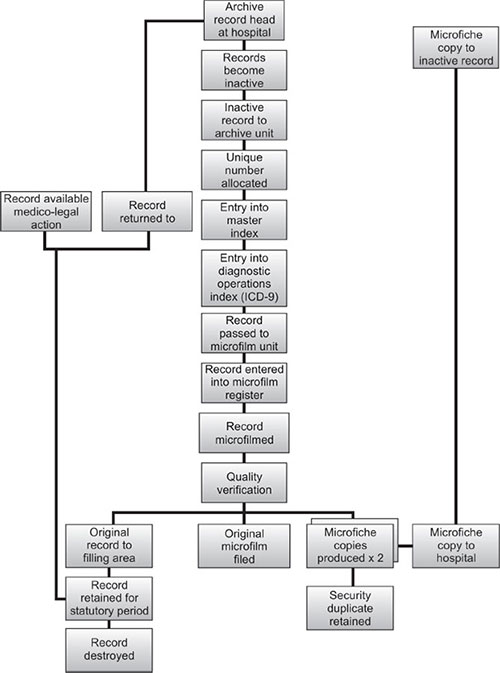 Archive
record head
at hospital
Microfiche
copy to
inactive record
Records
become
inactive
Inactive
record to
archive unit
Unique
number
allocated
Record available
medico-legal
action
Record
returned to
Entry into
master
index
Entry into
diagnostic
operations
index (ICD-9)
Record
passed to
microfilm unit
Record entered
into microfilm
register
Record
microfilmed
Quality
verification
Original
record to
filling area
Original
microfilm
filed
Microfiche
copies
produced x 2
Microfiche
copy to
hospital
Record
retained for
statutory period
Security
duplicate
retained
Record
destroyed